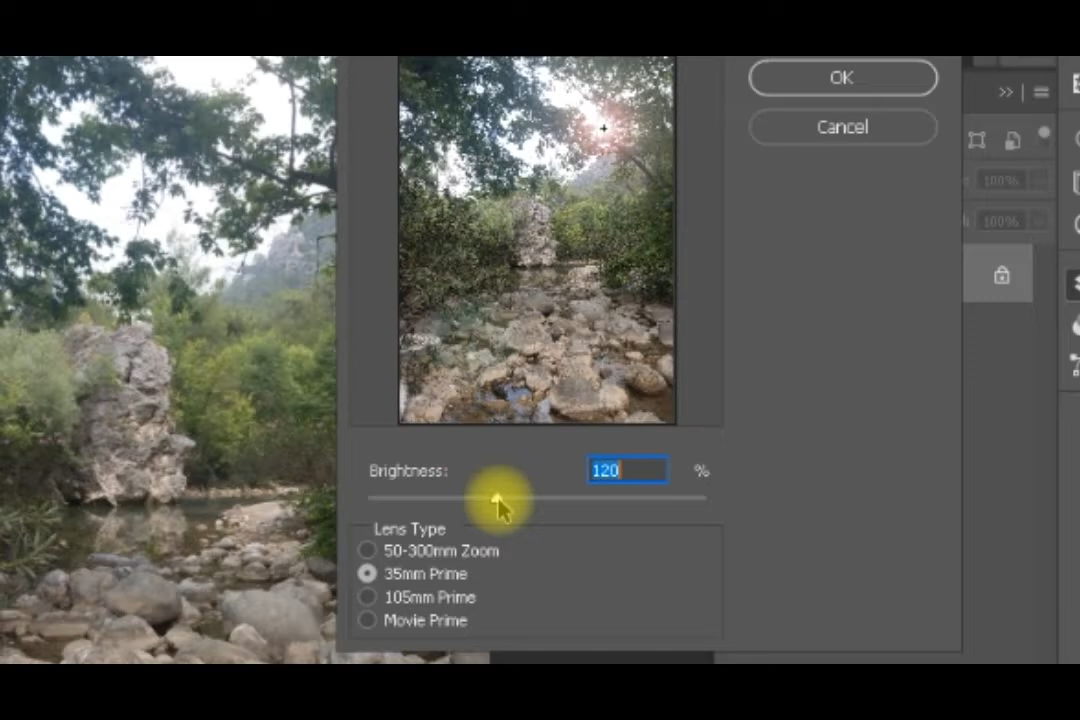 OK
Cancel
100%
100%
Brightness: 120 %
Lens Type
50-300mm Zoom
35mm Prime
105mm Prime
Movie Prime